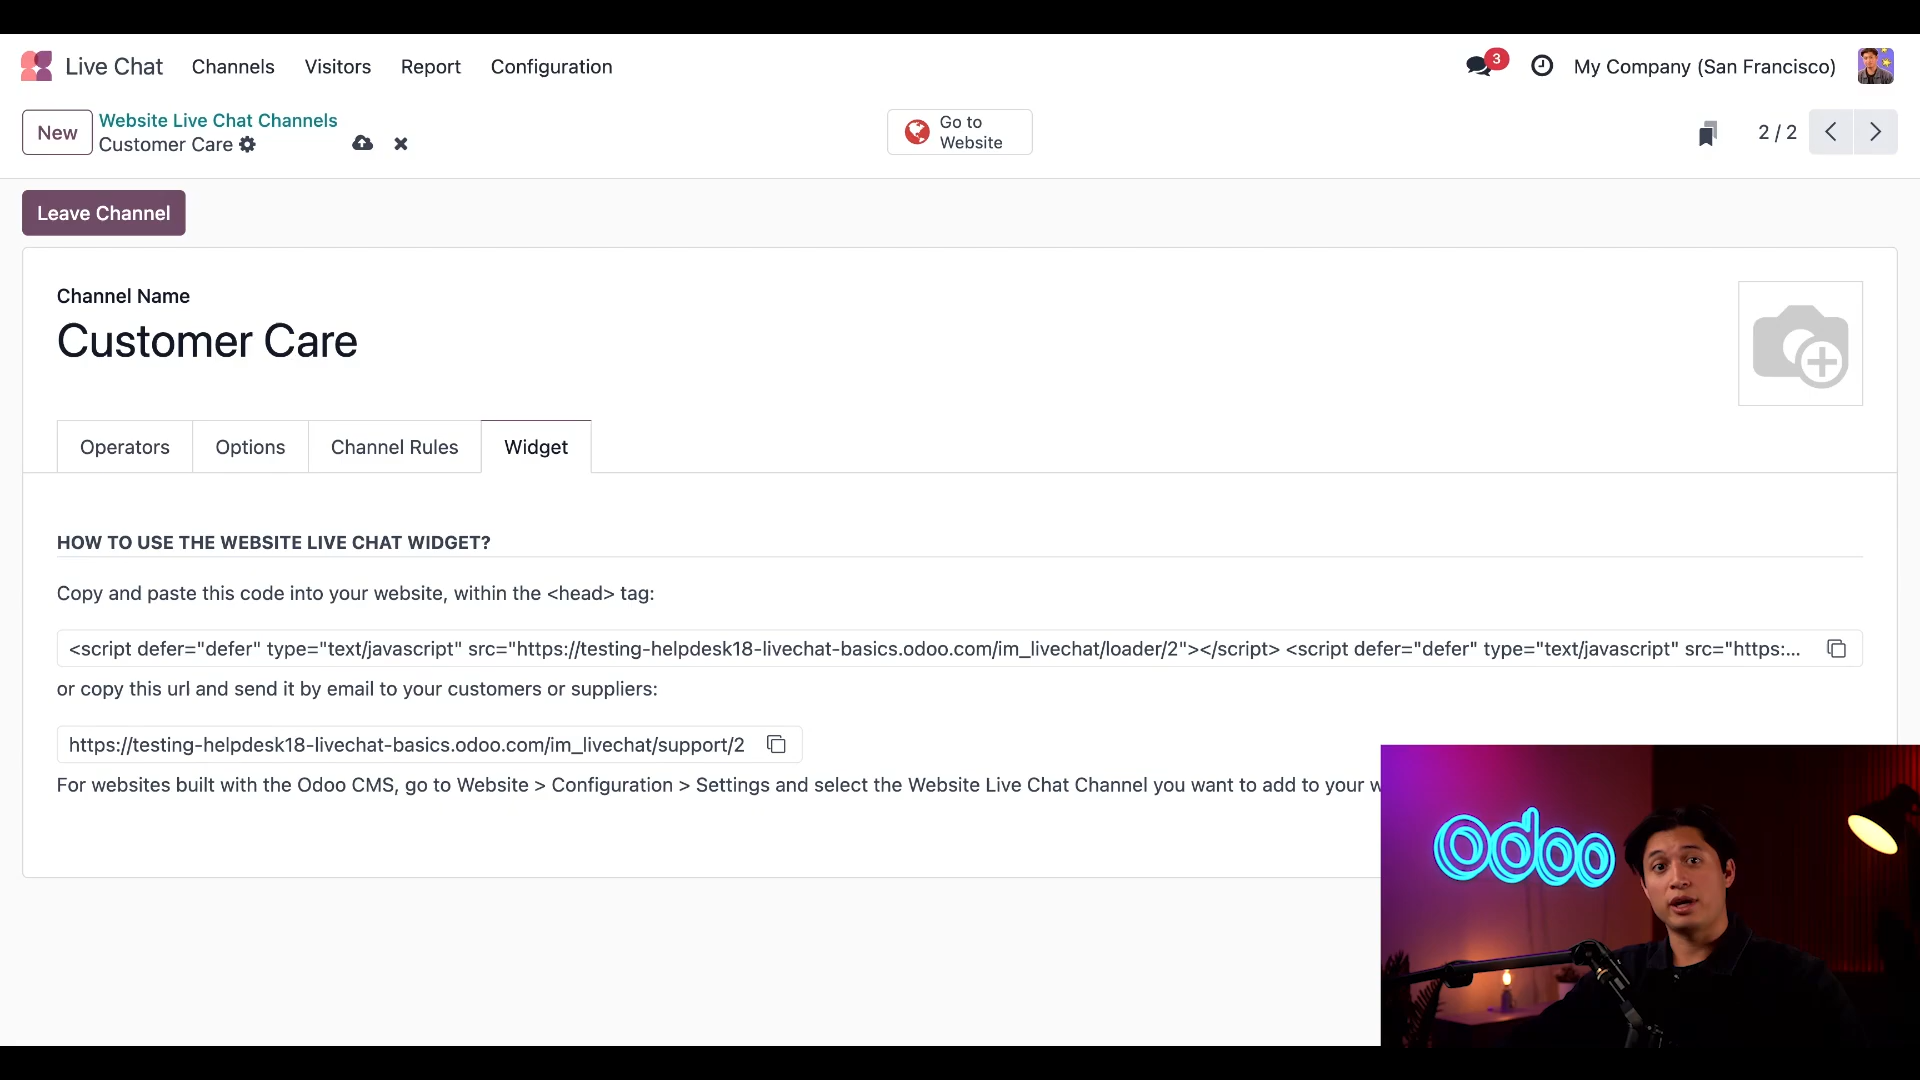 Live Chat Channels Visitors Report Configuration 3 My Company (San Francisco)
New Website Live Chat Channels
Customer Care
Go to
Website
2 / 2
Leave Channel
Channel Name
Customer Care
Operators Options Channel Rules Widget
HOW TO USE THE WEBSITE LIVE CHAT WIDGET?
Copy and paste this code into your website, within the <head> tag:
<script defer="defer" type="text/javascript" src="https://testing-helpdesk18-livechat-basics.odoo.com/im_livechat/loader/2"></script> <script defer="defer" type="text/javascript" src="https:...
or copy this url and send it by email to your customers or suppliers:
https://testing-helpdesk18-livechat-basics.odoo.com/im_livechat/support/2
For websites built with the Odoo CMS, go to Website > Configuration > Settings and select the Website Live Chat Channel you want to add to your w
odoo